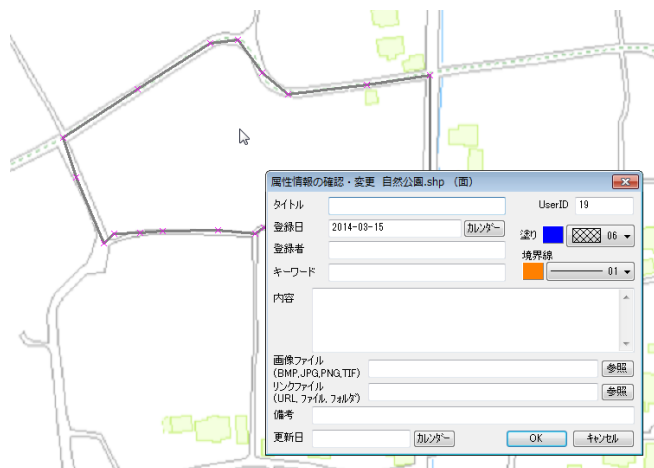 属性情報の確認・変更 自然公園.shp (面)
タイトル
UserID 19
登録日 2014-03-15 カレンダー
塗り 06
登録者
境界線
キーワード
01
内容
画像ファイル
(BMP,JPG,PNG,TIF)
参照
リンクファイル
(URL, ファイル, フォルダ)
参照
備考
更新日 カレンダー OK キャンセル